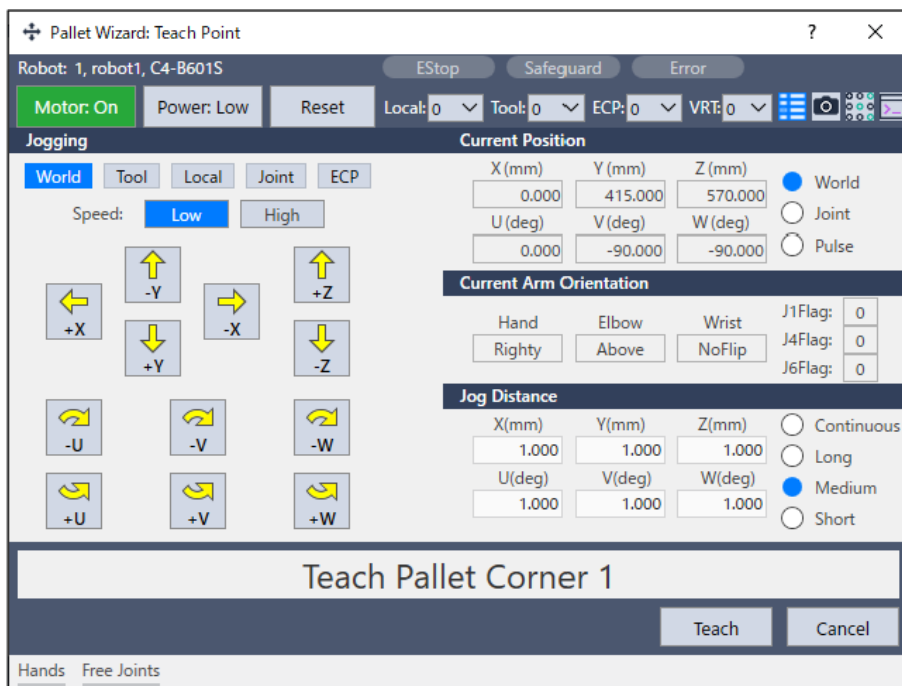 Pallet Wizard: Teach Point ?
Robot: 1, robot1, C4-B601S EStop Safeguard Error
Motor: On Power: Low Reset Local: 0 Tool: 0 ECP: 0 VRT: 0
Jogging
World Tool Local Joint ECP
Speed: Low High
-Y
+Z
+X
-X
+Y
-Z
-U -V -W
+U +V +W
Current Position
X (mm) Y (mm) Z (mm)
0.000 415.000 570.000
U (deg) V (deg) W (deg)
0.000 -90.000 -90.000
World
Joint
Pulse
Current Arm Orientation
Hand Elbow Wrist
Righty Above NoFlip
J1Flag: 0
J4Flag: 0
J6Flag: 0
Jog Distance
X(mm) Y(mm) Z(mm)
1.000 1.000 1.000
U(deg) V(deg) W(deg)
1.000 1.000 1.000
Continuous
Long
Medium
Short
Teach Pallet Corner 1
Teach Cancel
Hands Free Joints